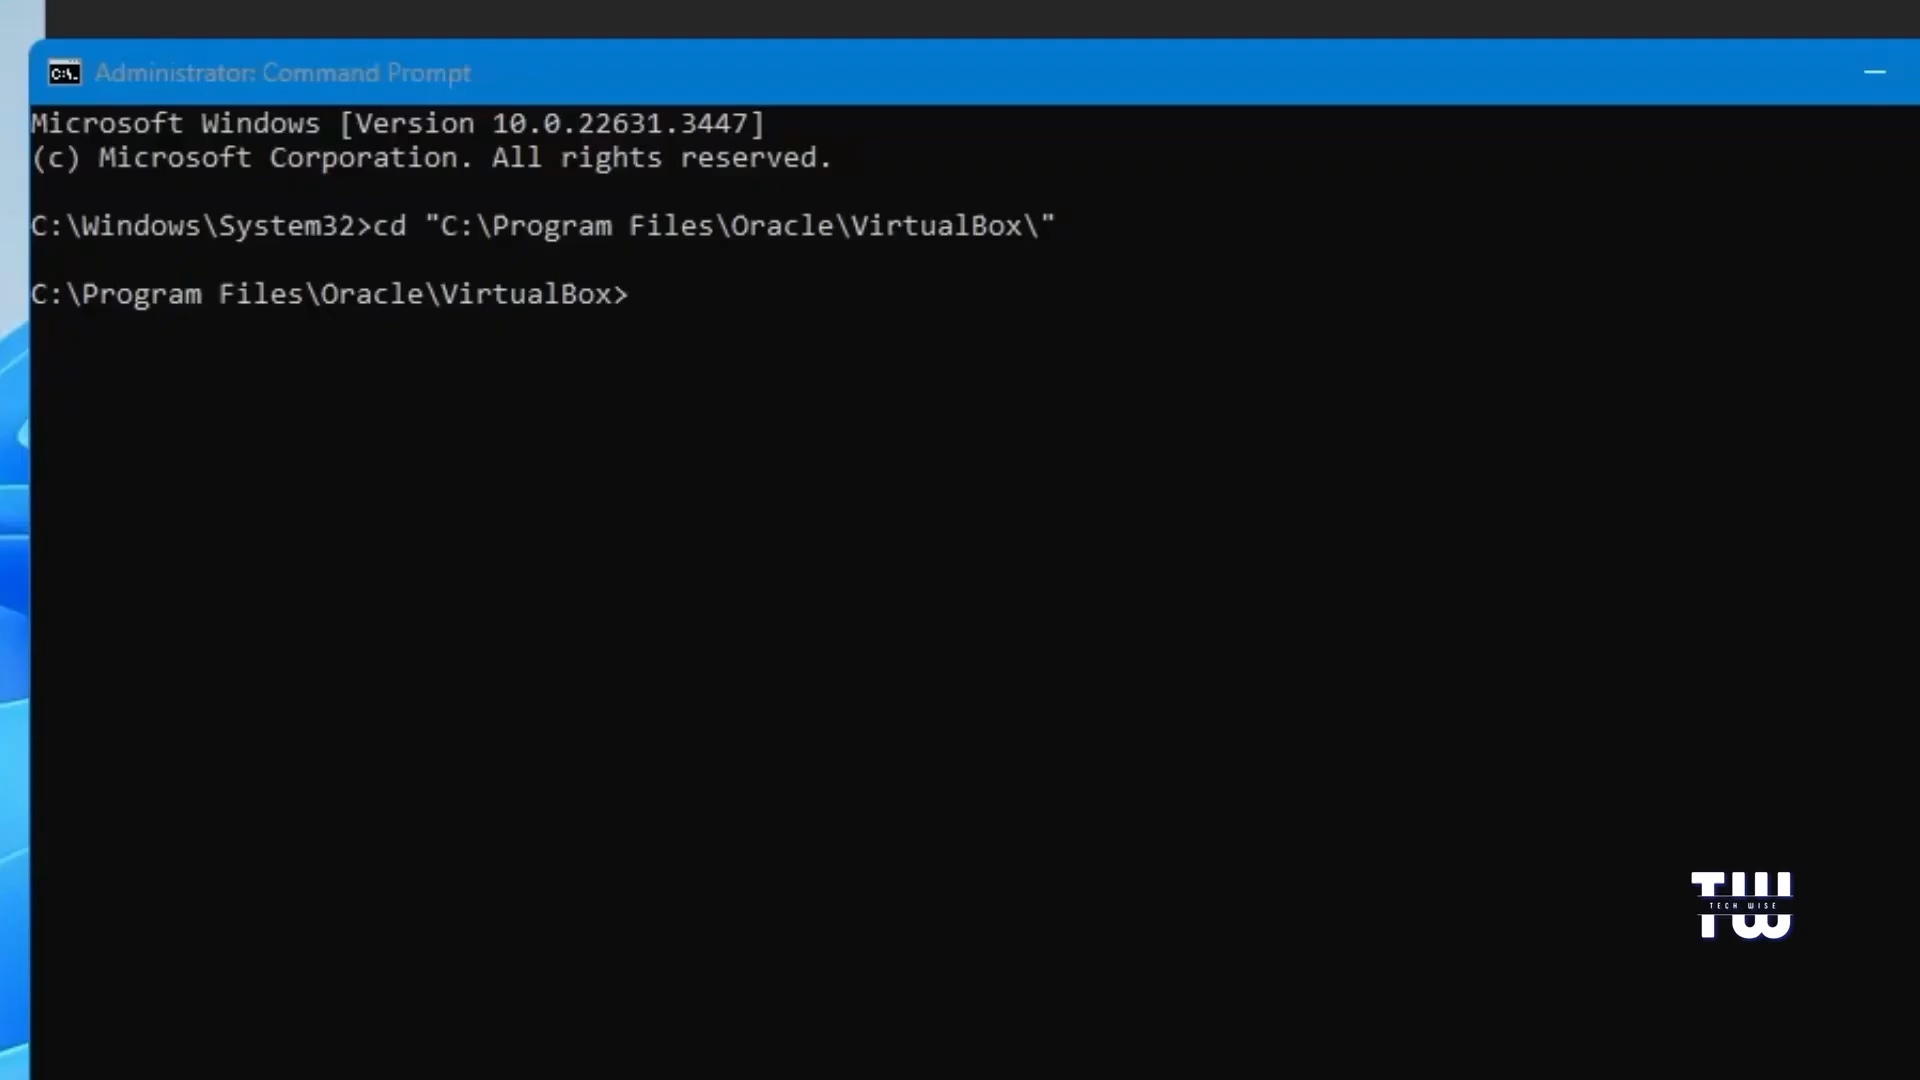 C:\. Administrator: Command Prompt
Microsoft Windows [Version 10.0.22631.3447]
(c) Microsoft Corporation. All rights reserved.
C:\Windows\System32>cd "C:\Program Files\Oracle\VirtualBox\"
C:\Program Files\Oracle\VirtualBox>
TW
TECH WISE